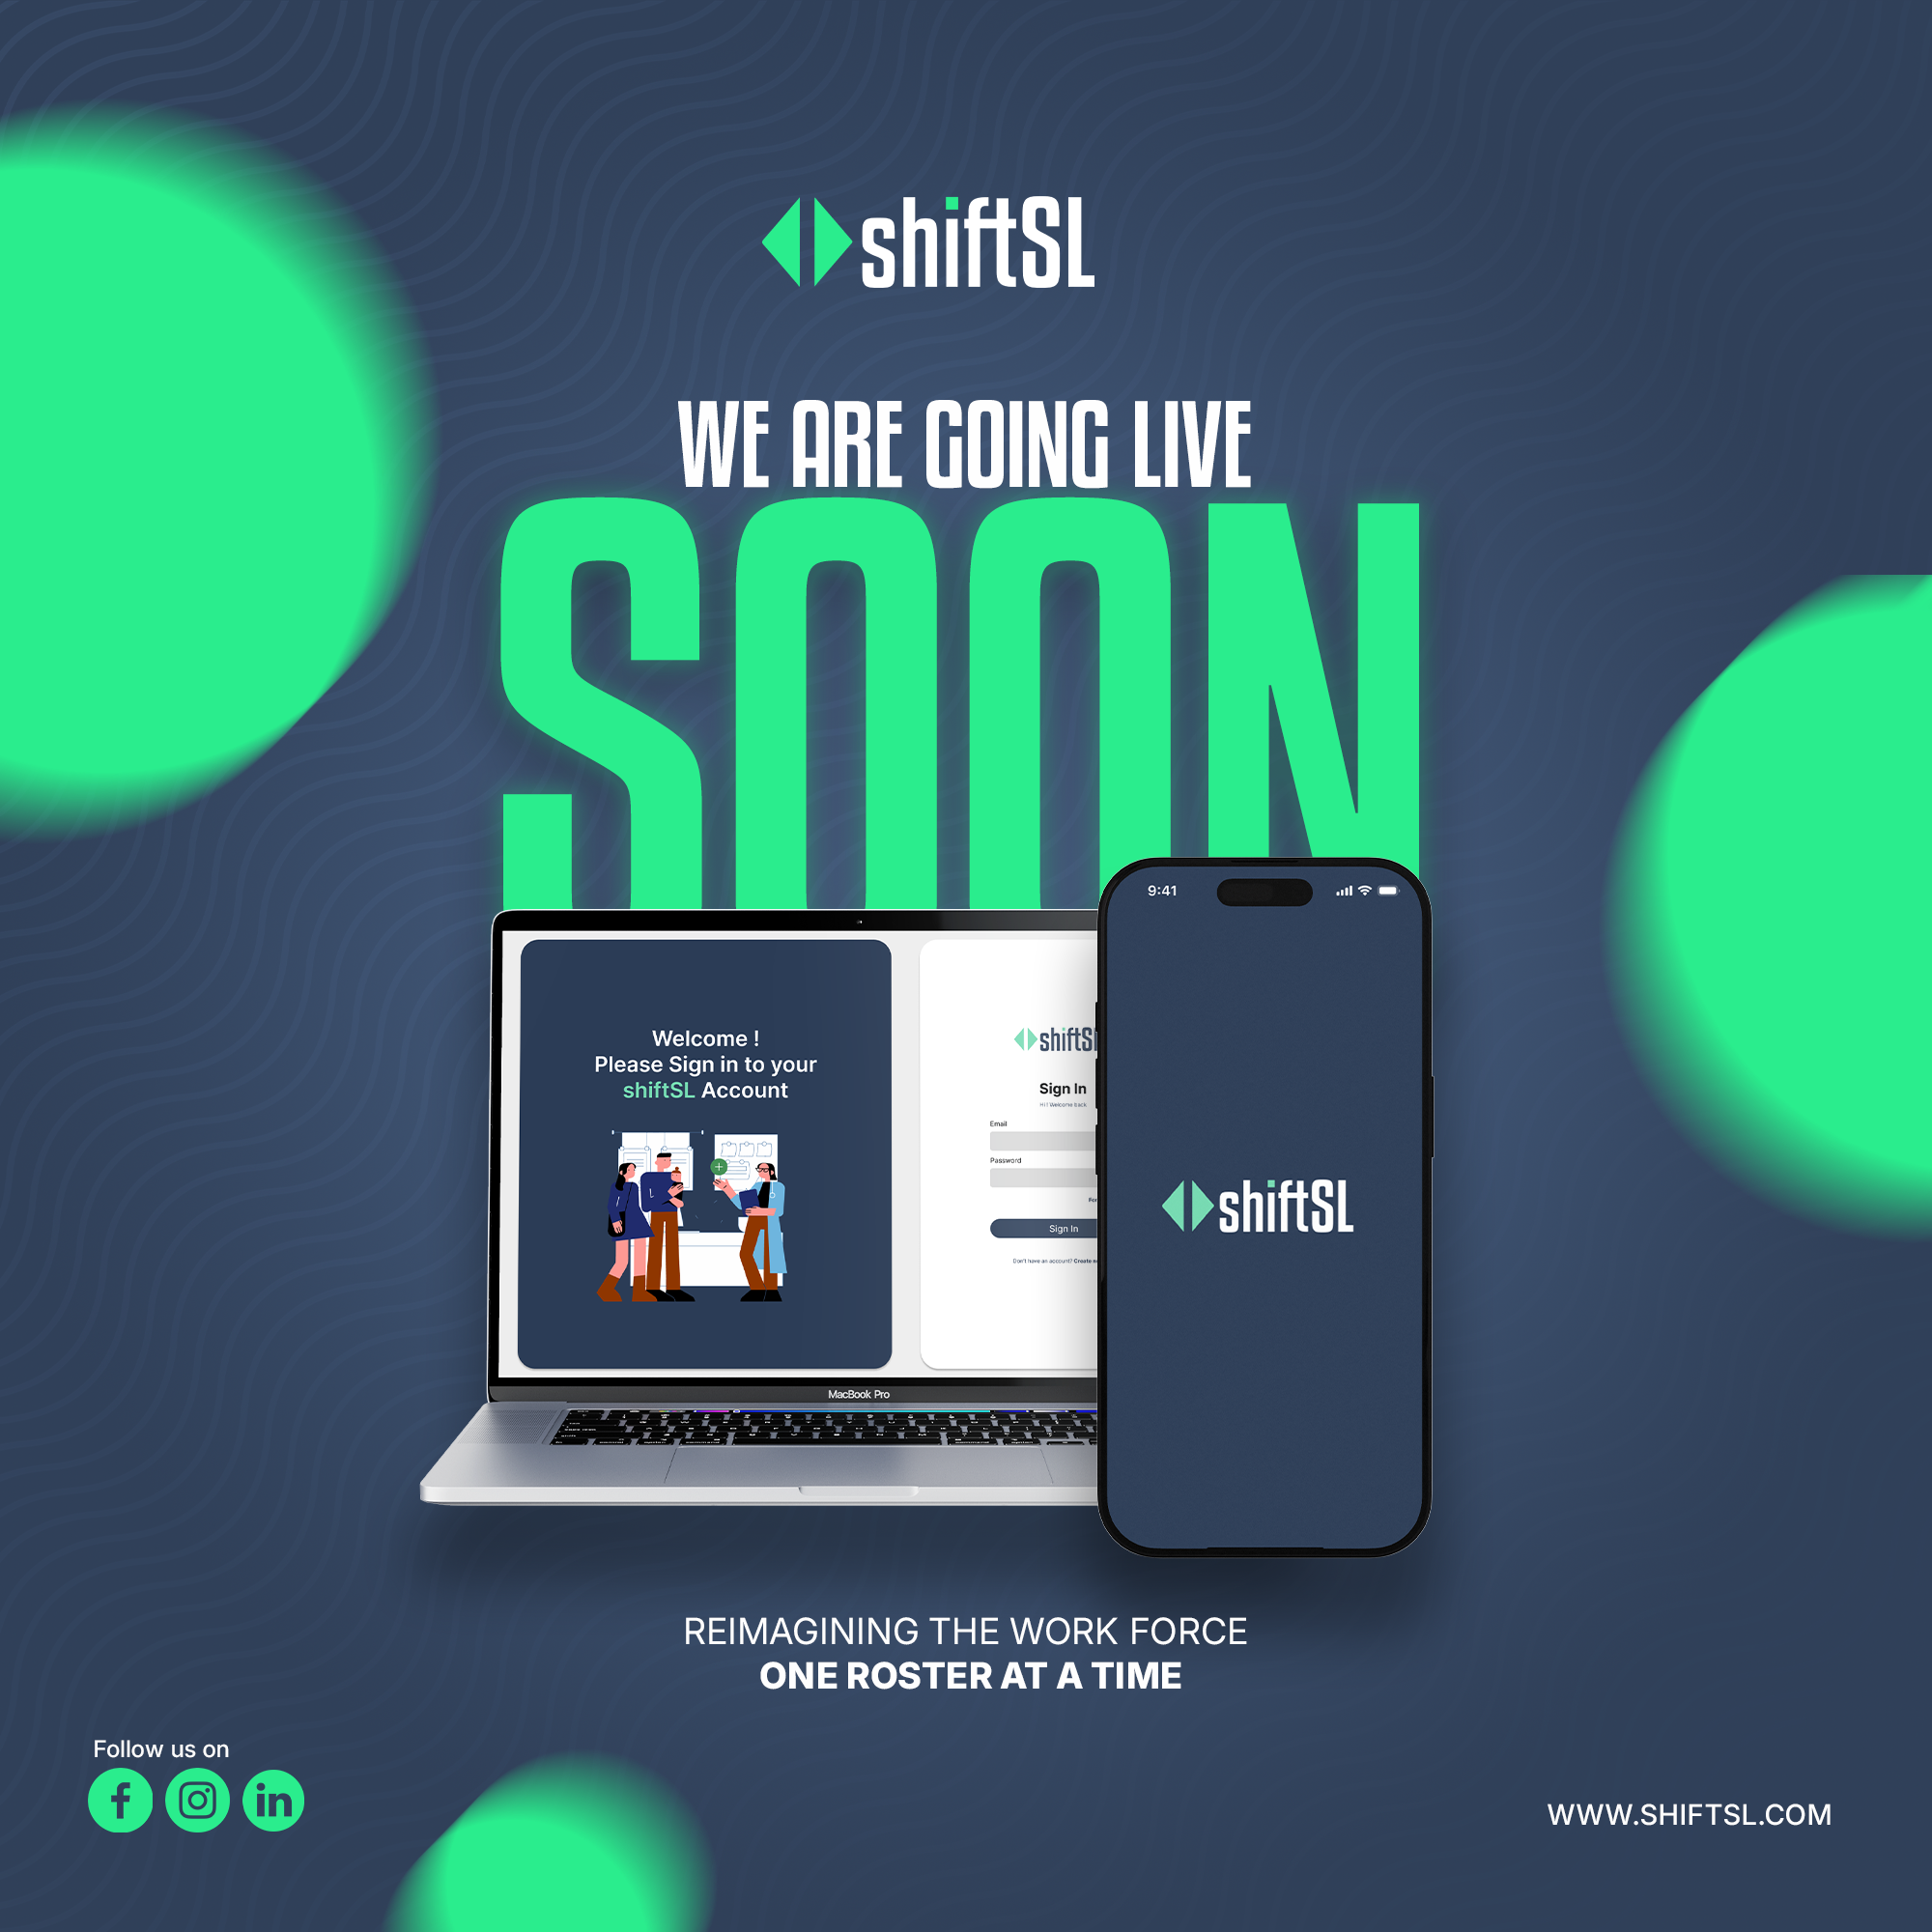 shiftSL
WE ARE GOING LIVE
SOON
9:41
Welcome !
Please Sign in to your
shiftSL Account
shiftSL
Sign In
Hi ! Welcome back
Email
Password
Sign In
Don't have an account? Create
shiftSL
MacBook Pro
REIMAGINING THE WORK FORCE
ONE ROSTER AT A TIME
Follow us on
WWW.SHIFTSL.COM